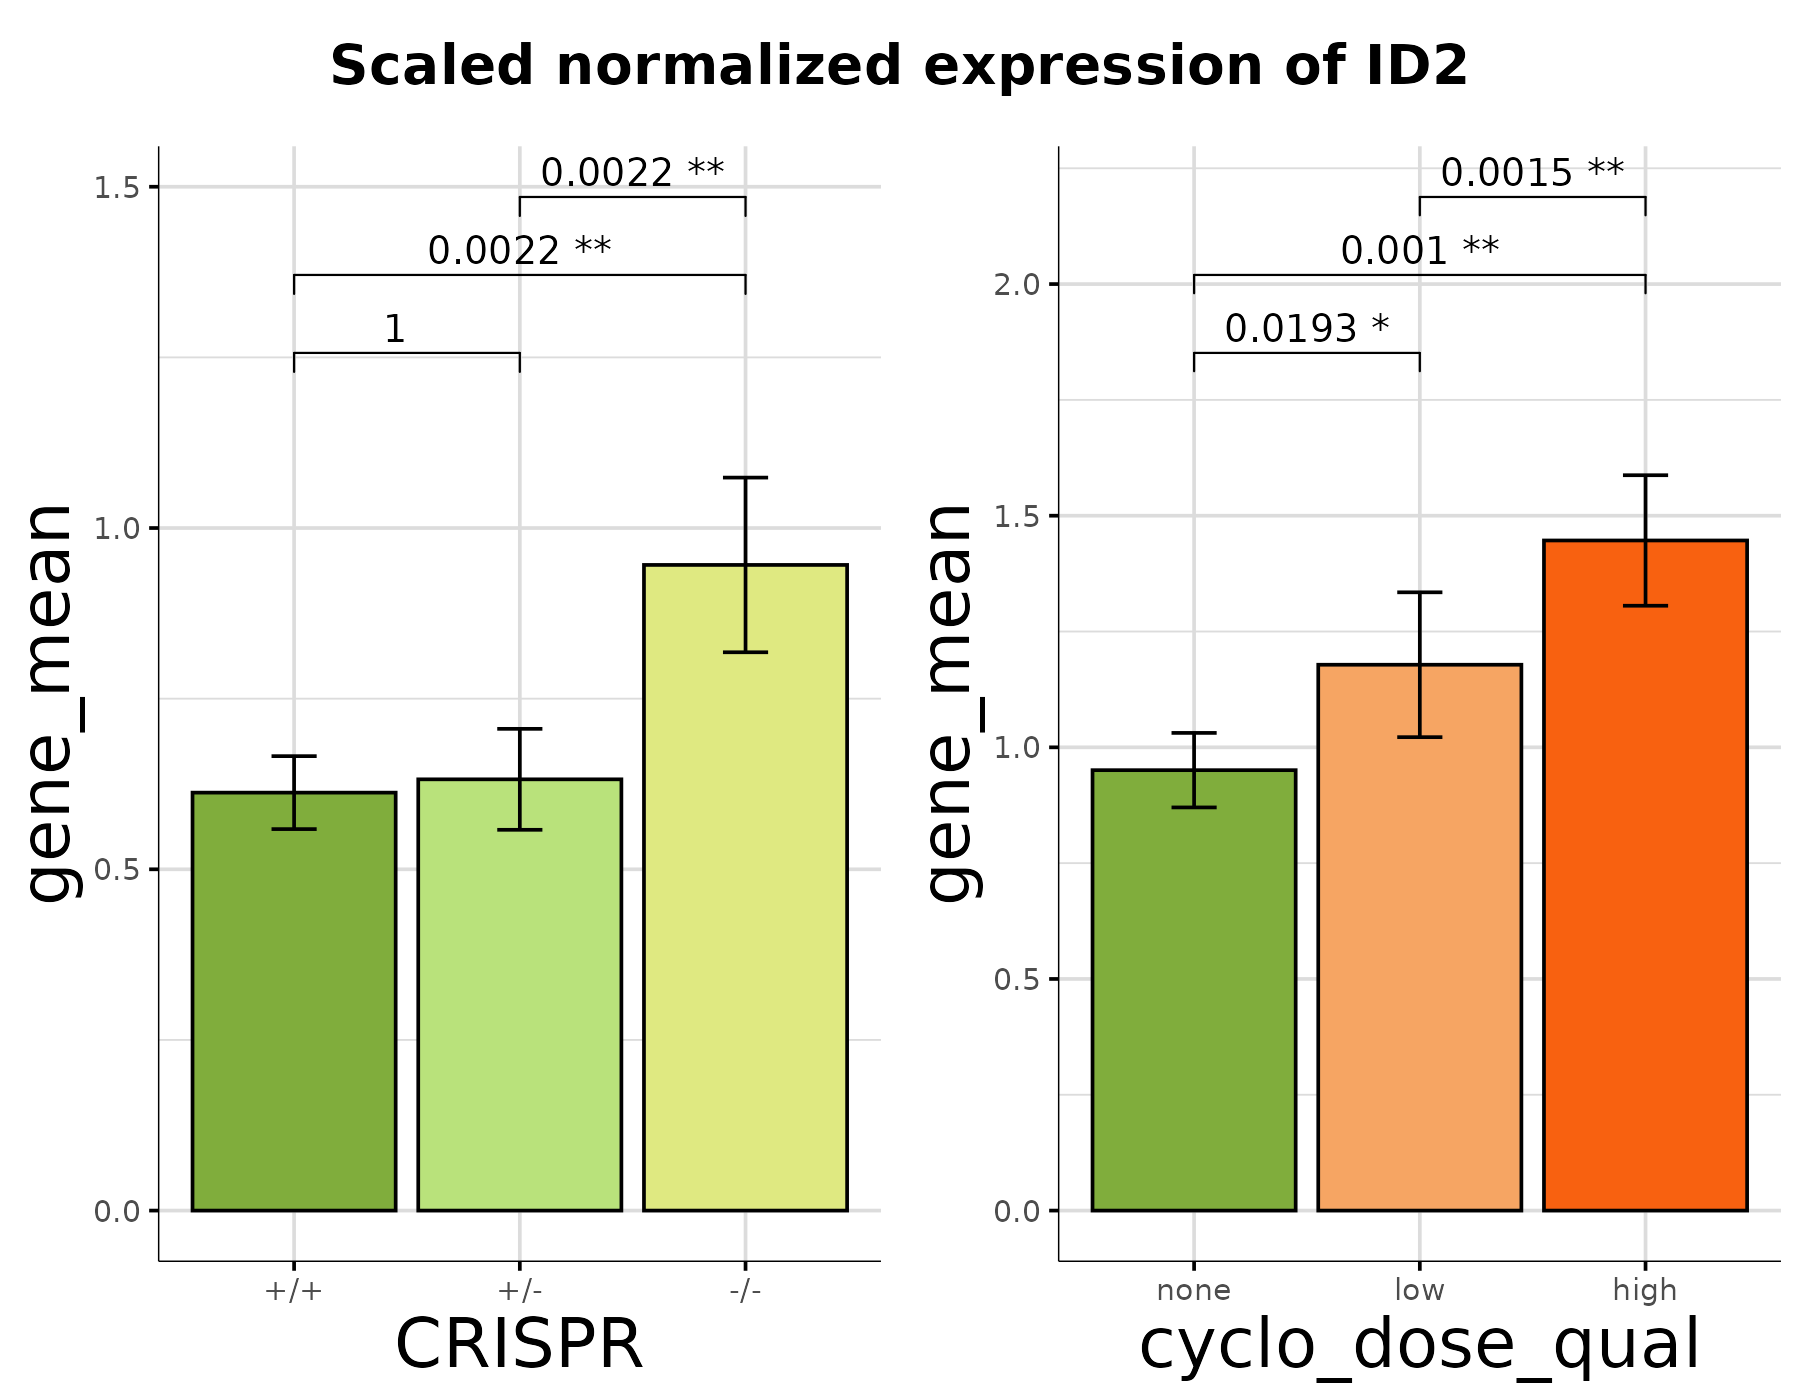 Scaled normalized expression of ID2
gene_mean
1.5
1.0
0.5
0.0
0.0022 **
0.0022 **
1
+/+
+/-
-/-
CRISPR
gene_mean
2.0
1.5
1.0
0.5
0.0
0.0015 **
0.001 **
0.0193 *
none
low
high
cyclo_dose_qual